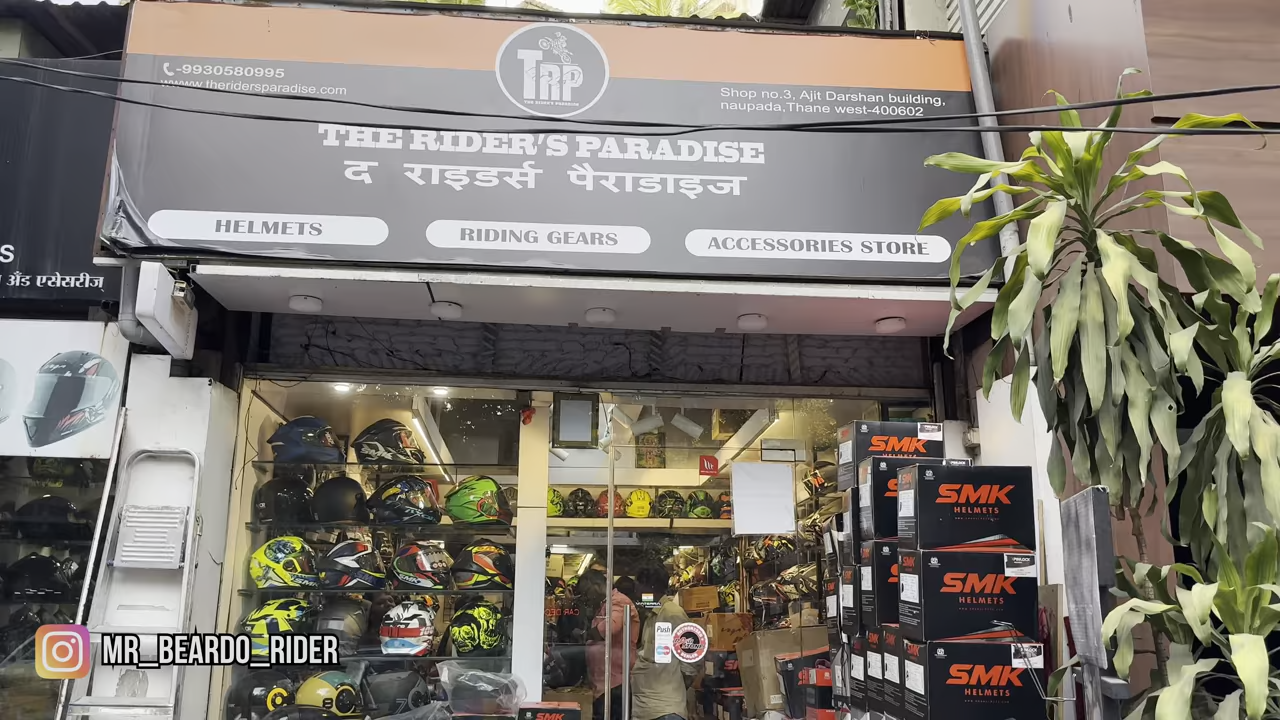 📞-9930580995
www.theridersparadise.com
TRP
THE RIDER'S PARADISE
Shop no.3, Ajit Darshan building,
naupada,Thane west-400602
THE RIDER'S PARADISE
द राइडर्स पैराडाइज
HELMETS
RIDING GEARS
ACCESSORIES STORE
S
अँड एसेसरीज
SMK
HELMETS
SMK
HELMETS
SMK
HELMETS
SMK
HELMETS
Push
SMK
MR_BEARDO_RIDER